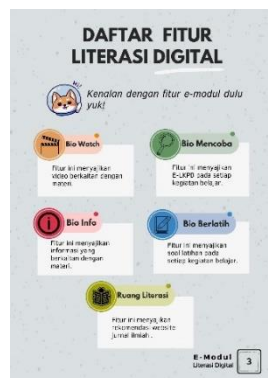 DAFTAR FITUR
LITERASI DIGITAL
Hi!
Kenalan dengan fitur e-modul dulu
yuk!
Bio Watch
Fitur ini menyajikan
video berkaitan dengan
materi.
Bio Mencoba
Fitur ini menyajikan
E-LKPD pada setiap
kegiatan belajar.
Bio Info
Fitur ini menyajikan
informasi yang
berkaitan dengan
materi.
Bio Berlatih
Fitur ini menyajikan
soal latihan pada
setiap kegiatan belajar.
Ruang Literasi
Fitur ini menyajikan
rekomendasi website
jurnal ilmiah.
E-Modul
Literasi Digital
3